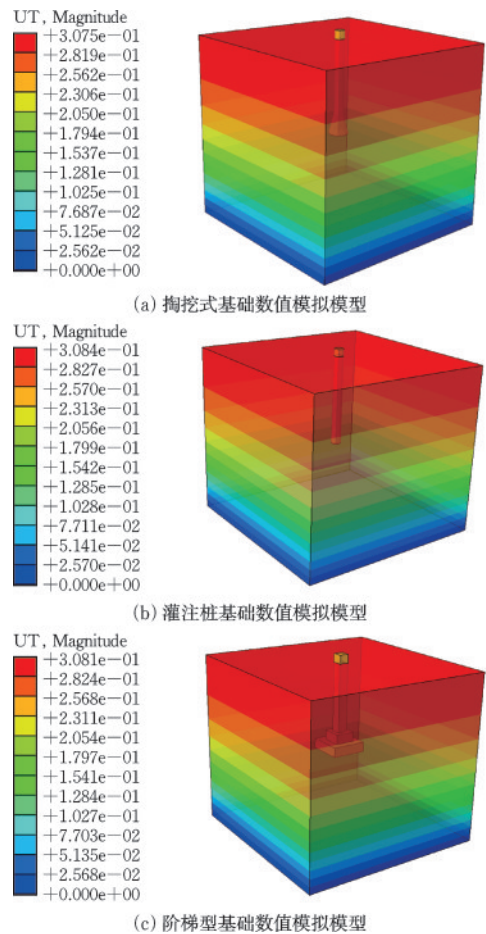 UT, Magnitude
+3.075e−01
+2.819e−01
+2.562e−01
+2.306e−01
+2.050e−01
+1.794e−01
+1.537e−01
+1.281e−01
+1.025e−01
+7.687e−02
+5.125e−02
+2.562e−02
+0.000e+00
(a) 掏挖式基础数值模拟模型
UT, Magnitude
+3.084e−01
+2.827e−01
+2.570e−01
+2.313e−01
+2.056e−01
+1.799e−01
+1.542e−01
+1.285e−01
+1.028e−01
+7.711e−02
+5.141e−02
+2.570e−02
+0.000e+00
(b) 灌注桩基础数值模拟模型
UT, Magnitude
+3.081e−01
+2.824e−01
+2.568e−01
+2.311e−01
+2.054e−01
+1.797e−01
+1.541e−01
+1.284e−01
+1.027e−01
+7.703e−02
+5.135e−02
+2.568e−02
+0.000e+00
(c) 阶梯型基础数值模拟模型